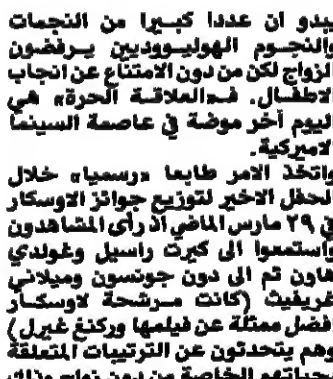 يبدو ان عددا كبيرا من النجمات
والنجوم الهوليووديين يرفضون
الزواج لكن من دون الامتناع عن انجاب
الاطفال. فـ«العلاقة الحرة» هي
اليوم آخر موضة في عاصمة السينما
الاميركية.
واتخذ الامر طابعا «رسميا» خلال
الحفل الاخير لتوزيع جوائز الاوسكار
في ٢٩ مارس الماضي اذ رأى المشاهدون
واستمعوا الى كيرت راسيل وغولدي
هاون ثم الى دون جونسون وميلاني
غريفيث (كانت مرشحة لاوسكار
افضل ممثلة عن فيلمها وركنغ غيرل)
وهم يتحدثون عن الترتيبات المتعلقة
بحياتهم الخاصة من دون زواج وذلك